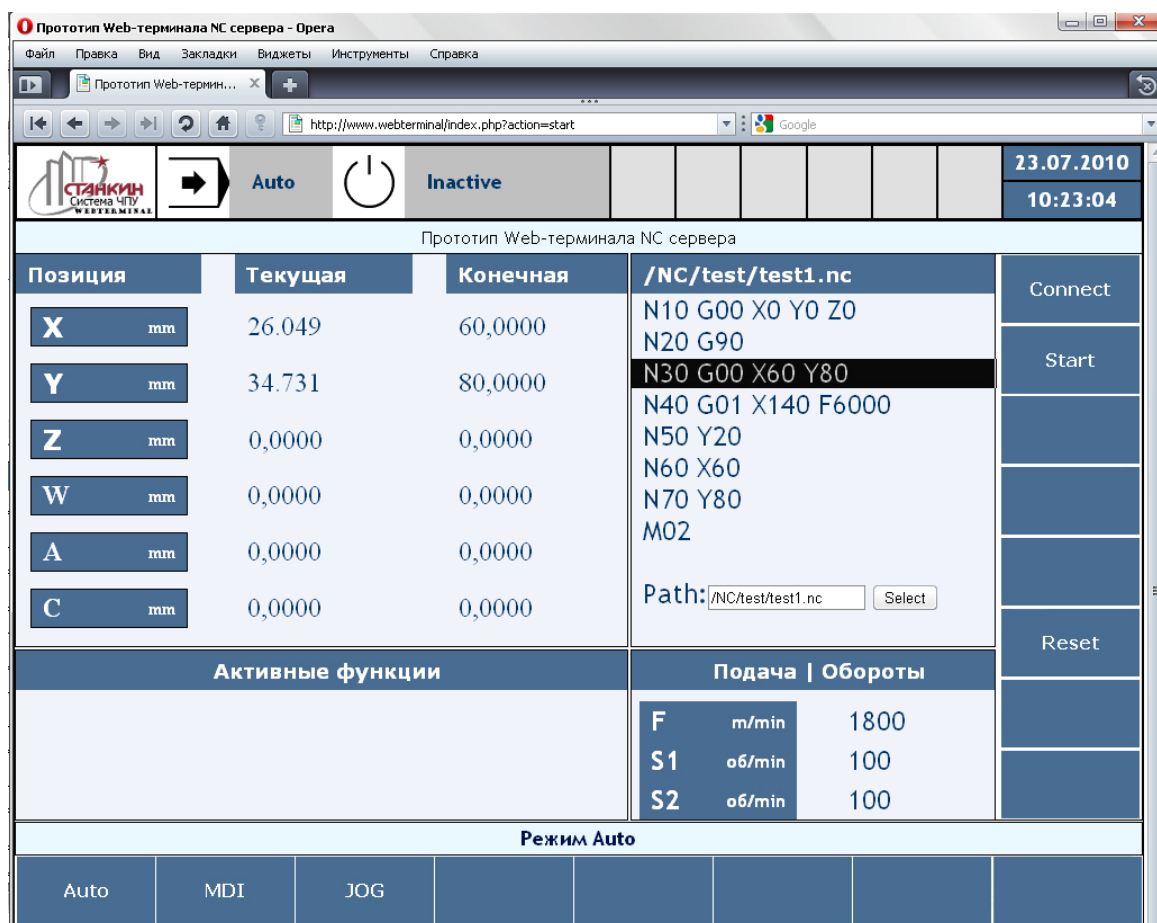 Прототип Web-терминала NC сервера - Opera
Файл Правка Вид Закладки Виджеты Инструменты Справка
Прототип Web-термин...
http://www.webterminal/index.php?action=start Google
СТАНКИН
Система ЧПУ
WEBTERMINAL
Auto Inactive
23.07.2010
10:23:04
Прототип Web-терминала NC сервера
Позиция Текущая Конечная
X mm 26.049 60,0000
Y mm 34.731 80,0000
Z mm 0,0000 0,0000
W mm 0,0000 0,0000
A mm 0,0000 0,0000
C mm 0,0000 0,0000
/NC/test/test1.nc
N10 G00 X0 Y0 Z0
N20 G90
N30 G00 X60 Y80
N40 G01 X140 F6000
N50 Y20
N60 X60
N70 Y80
M02
Path: /NC/test/test1.nc Select
Connect
Start
Reset
Активные функции
Подача | Обороты
F m/min 1800
S1 об/min 100
S2 об/min 100
Режим Auto
Auto MDI JOG